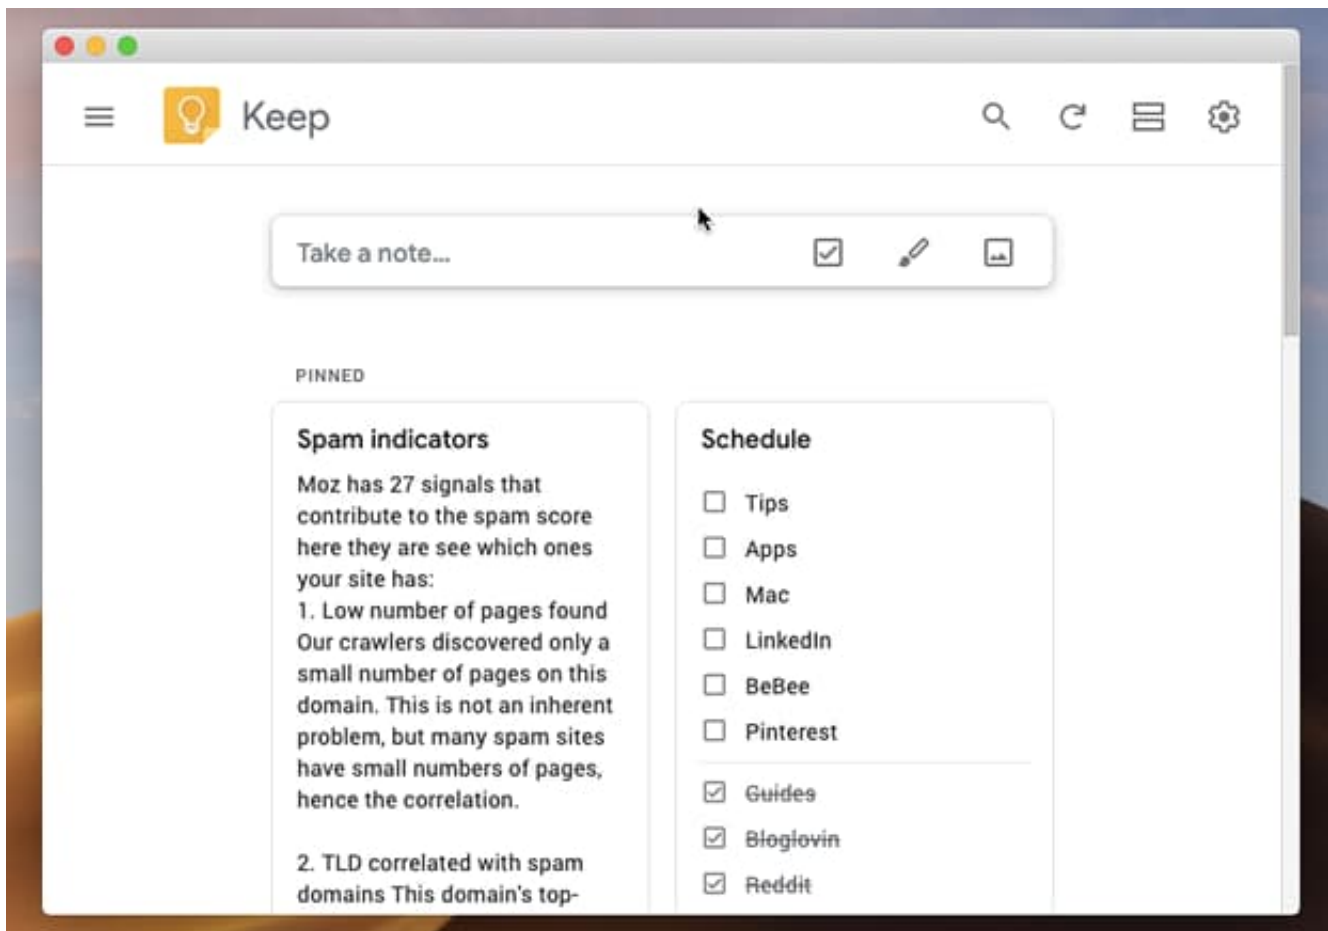 Keep
Take a note...
PINNED
Spam indicators
Moz has 27 signals that
contribute to the spam score
here they are see which ones
your site has:
1. Low number of pages found
Our crawlers discovered only a
small number of pages on this
domain. This is not an inherent
problem, but many spam sites
have small numbers of pages,
hence the correlation.
2. TLD correlated with spam
domains This domain's top-
Schedule
Tips
Apps
Mac
LinkedIn
BeBee
Pinterest
Guides
Bloglovin
Reddit